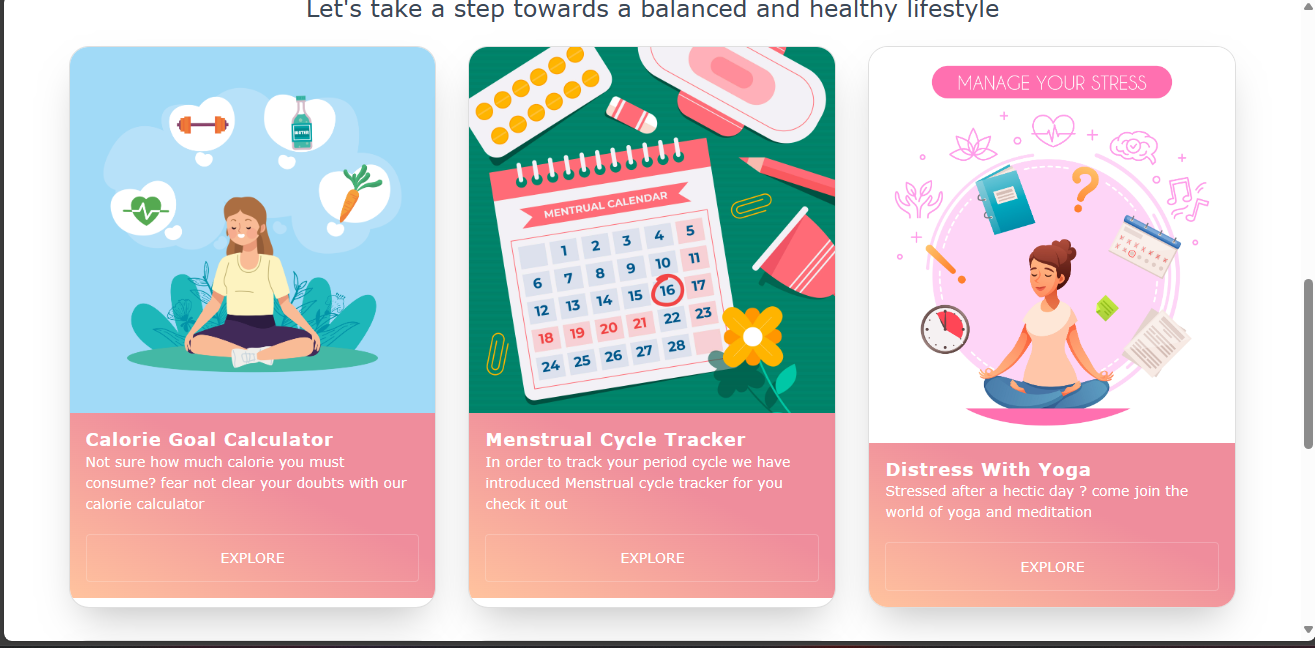 Let's take a step towards a balanced and healthy lifestyle
WATER
Calorie Goal Calculator
Not sure how much calorie you must
consume? fear not clear your doubts with our
calorie calculator
EXPLORE
MENTRUAL CALENDAR
1 2 3 4 5
6 7 8 9 10 11
12 13 14 15 16 17
18 19 20 21 22 23
24 25 26 27 28
Menstrual Cycle Tracker
In order to track your period cycle we have
introduced Menstrual cycle tracker for you
check it out
EXPLORE
MANAGE YOUR STRESS
?
Distress With Yoga
Stressed after a hectic day ? come join the
world of yoga and meditation
EXPLORE